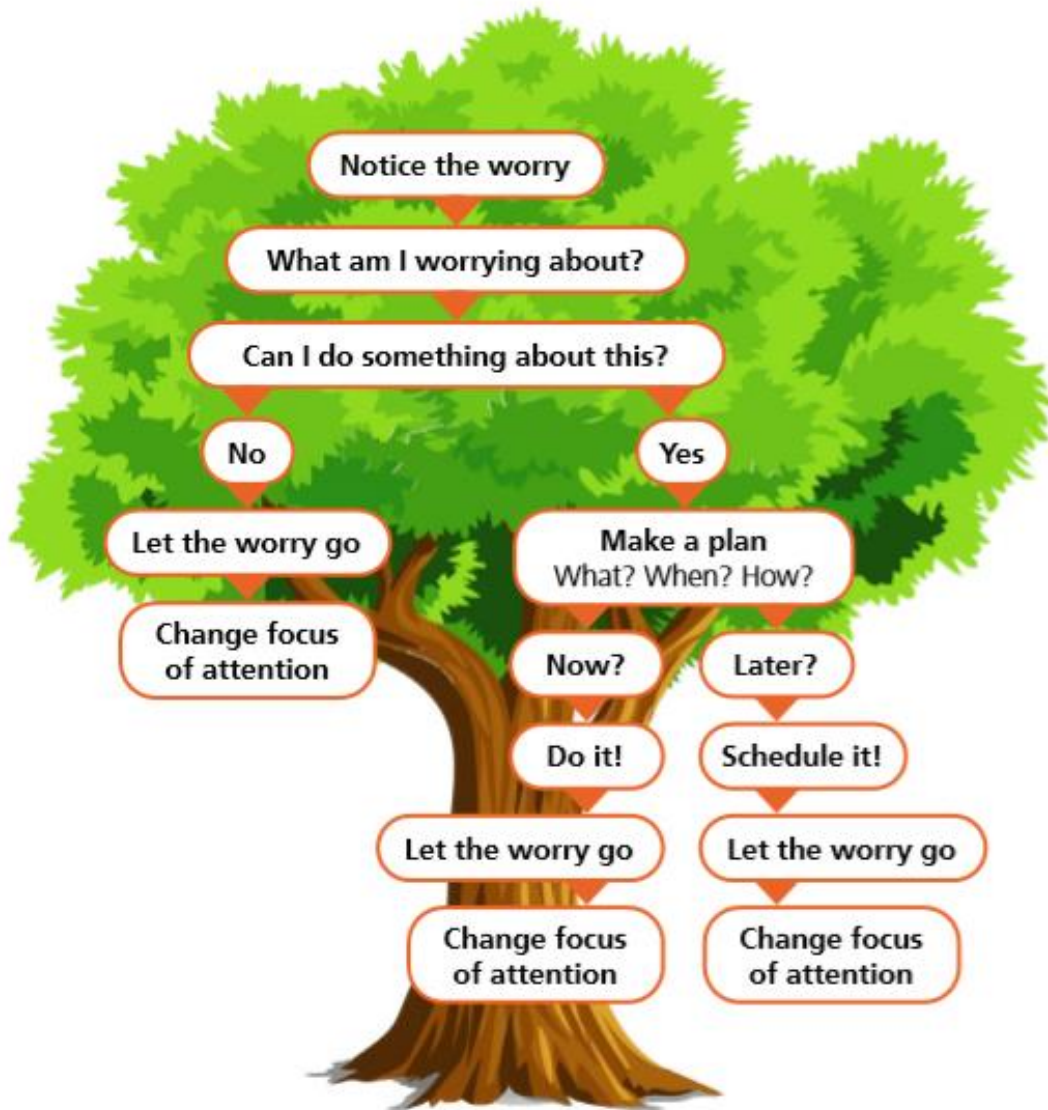 Notice the worry
What am I worrying about?
Can I do something about this?
No
Yes
Let the worry go
Make a plan
What? When? How?
Change focus
of attention
Now?
Later?
Do it!
Schedule it!
Let the worry go
Let the worry go
Change focus
of attention
Change focus
of attention